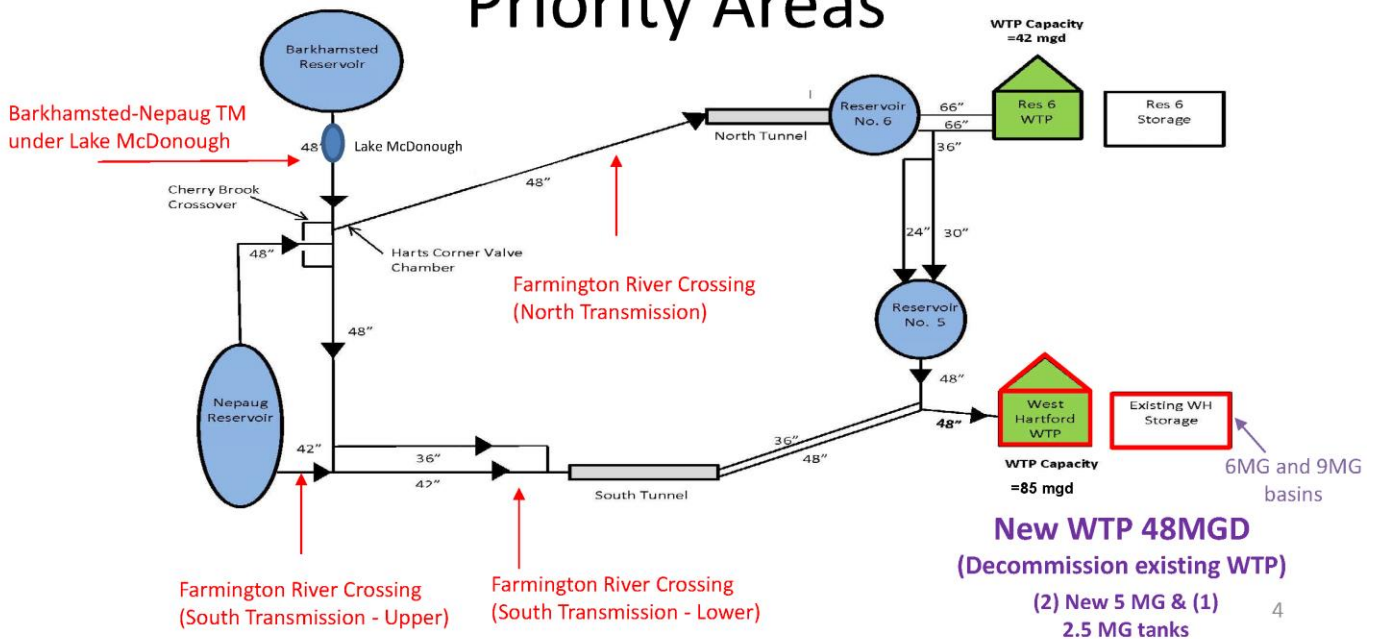 Priority Areas
WTP Capacity
=42 mgd
Barkhamsted
Reservoir
Barkhamsted-Nepaug TM
under Lake McDonough
48"
Lake McDonough
North Tunnel
Reservoir
No. 6
66"
66"
36"
Res 6
WTP
Res 6
Storage
Cherry Brook
Crossover
48"
48"
Harts Corner Valve
Chamber
24"
30"
Farmington River Crossing
(North Transmission)
Reservoir
No. 5
48"
48"
Nepaug
Reservoir
48"
West
Hartford
WTP
Existing WH
Storage
42"
36"
42"
South Tunnel
36"
48"
WTP Capacity
=85 mgd
6MG and 9MG
basins
New WTP 48MGD
(Decommission existing WTP)
(2) New 5 MG & (1)
2.5 MG tanks
Farmington River Crossing
(South Transmission - Upper)
Farmington River Crossing
(South Transmission - Lower)
4